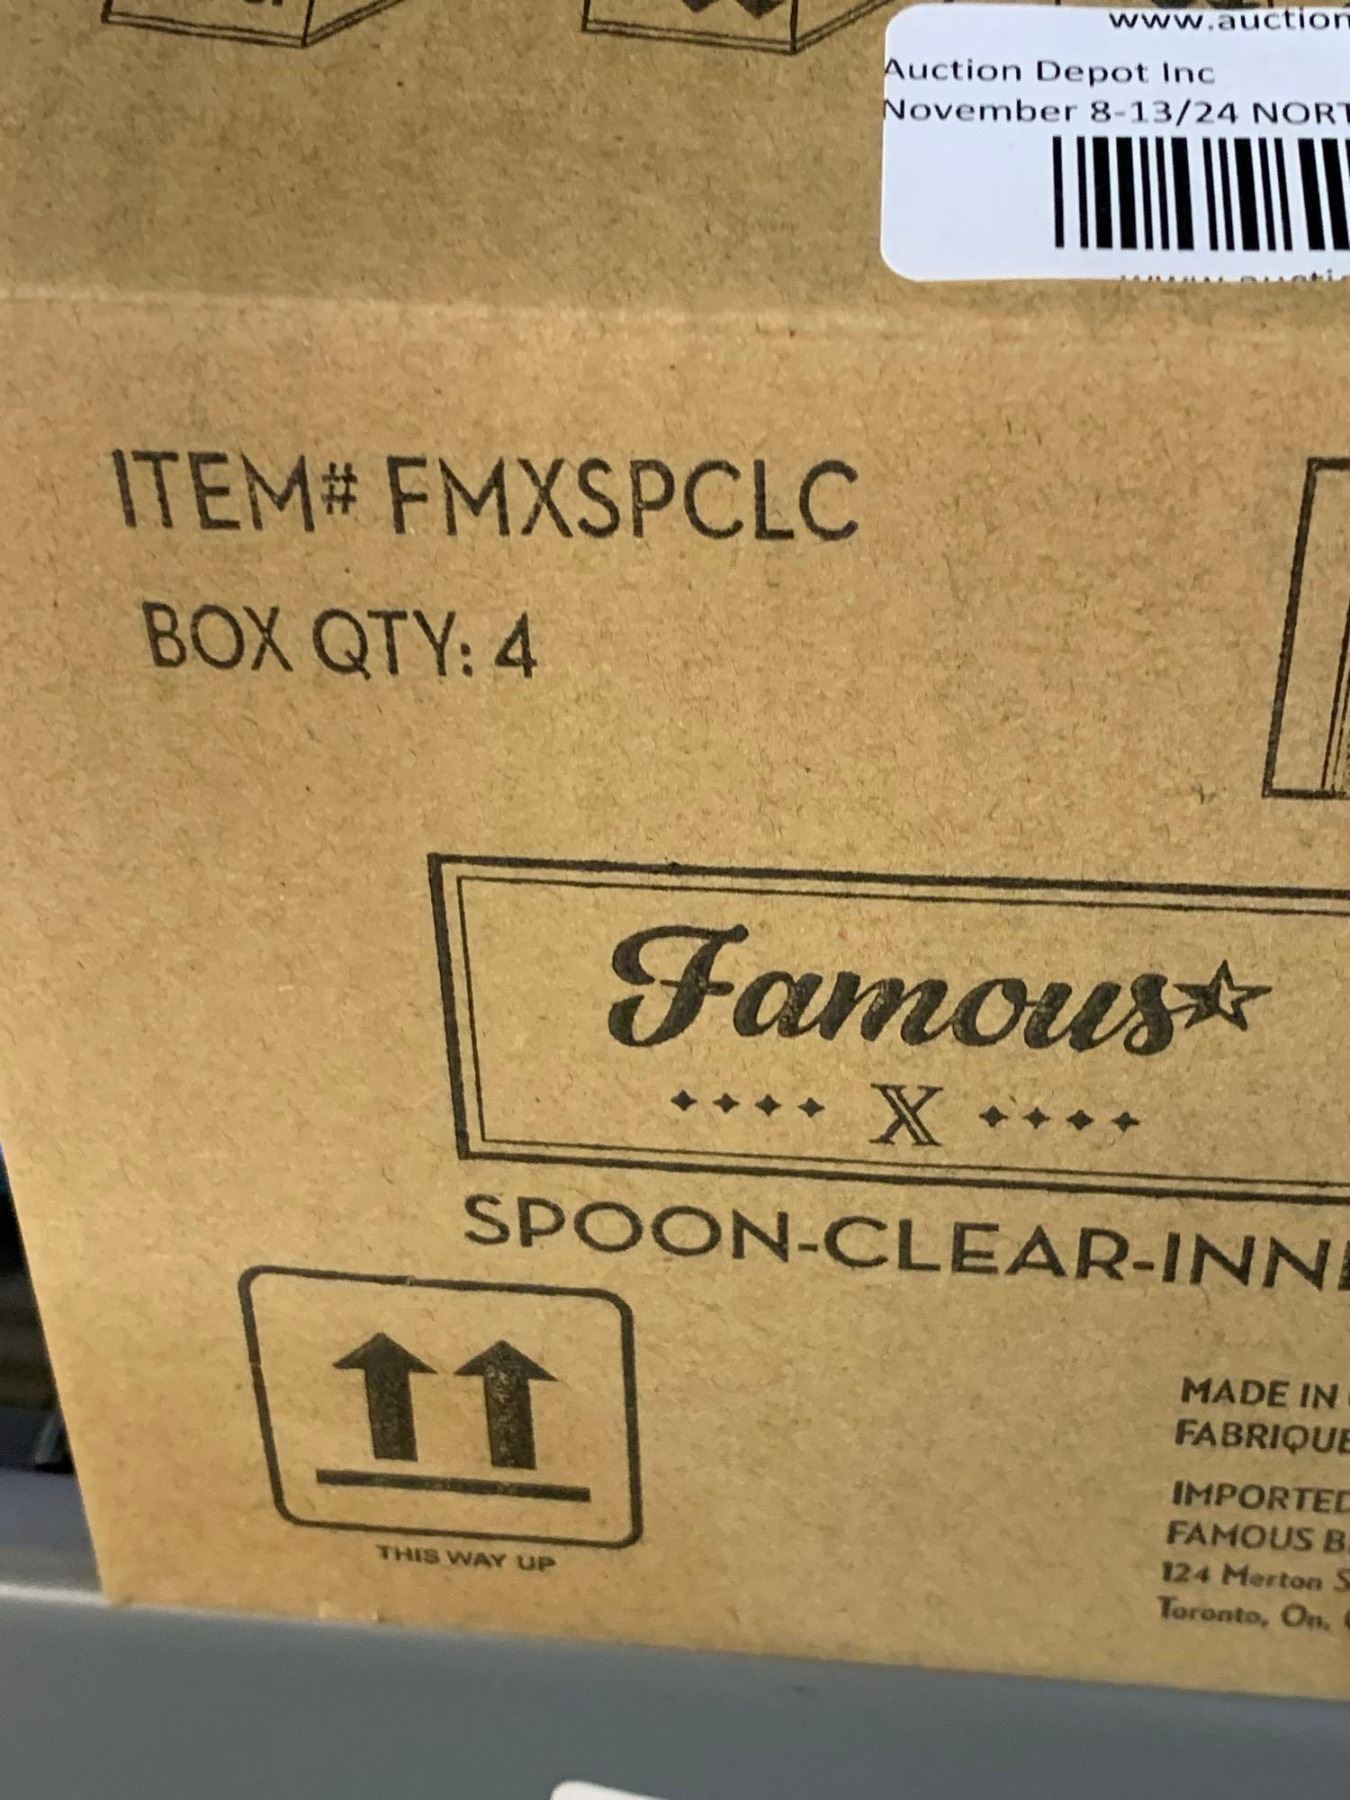 www.auction
Auction Depot Inc
November 8-13/24 NORT
ITEM# FMXSPCLC
BOX QTY: 4
Famous
X
SPOON-CLEAR-INN
MADE IN
FABRIQUE
IMPORTED
FAMOUS B
124 Merton S
Toronto, On,
THIS WAY UP